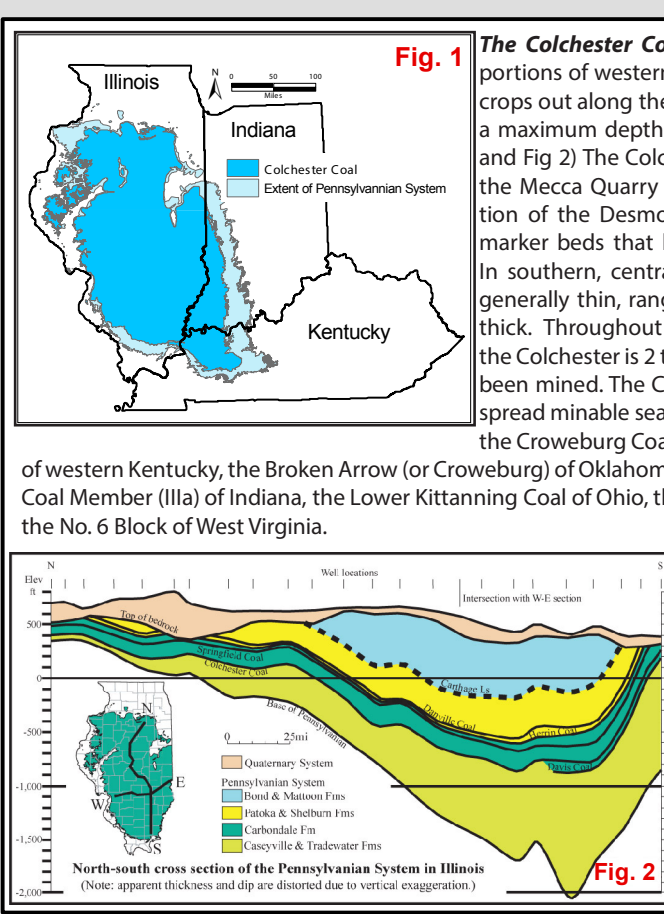 Fig. 1
Illinois
N
0 50 100
Miles
Indiana
Colchester Coal
Extent of Pennsylvannian System
Kentucky
The Colchester Co
portions of western
crops out along the
a maximum depth
and Fig 2) The Colc
the Mecca Quarry
tion of the Desmo
marker beds that
In southern, centra
generally thin, rang
thick. Throughout
the Colchester is 2 t
been mined. The C
spread minable sea
the Croweburg Coa
of western Kentucky, the Broken Arrow (or Croweburg) of Oklahom
Coal Member (IIIa) of Indiana, the Lower Kittanning Coal of Ohio, th
the No. 6 Block of West Virginia.
N
Well locations
S
Elev
ft
Intersection with W-E section
Top of bedrock
500
Springfield Coal
Colchester Coal
0
Carthage Ls
Base of Pennsylvanian
Danville Coal
Herrin Coal
Davis Coal
N
0 25mi
-500
E
W
S
Quaternary System
Pennsylvanian System
Bond & Mattoon Fms
Patoka & Shelburn Fms
Carbondale Fm
Caseyville & Tradewater Fms
-1,000
-1,500
North-south cross section of the Pennsylvanian System in Illinois
(Note: apparent thickness and dip are distorted due to vertical exaggeration.)
Fig. 2
-2,000